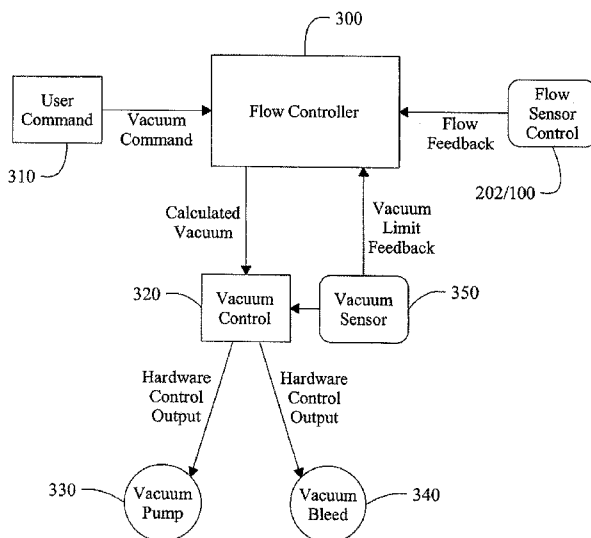 300
User
Command
310
Vacuum
Command
Flow Controller
Flow
Feedback
Flow
Sensor
Control
202/100
Calculated
Vacuum
Vacuum
Limit
Feedback
320
Vacuum
Control
Vacuum
Sensor
350
Hardware
Control
Output
Hardware
Control
Output
330
Vacuum
Pump
Vacuum
Bleed
340